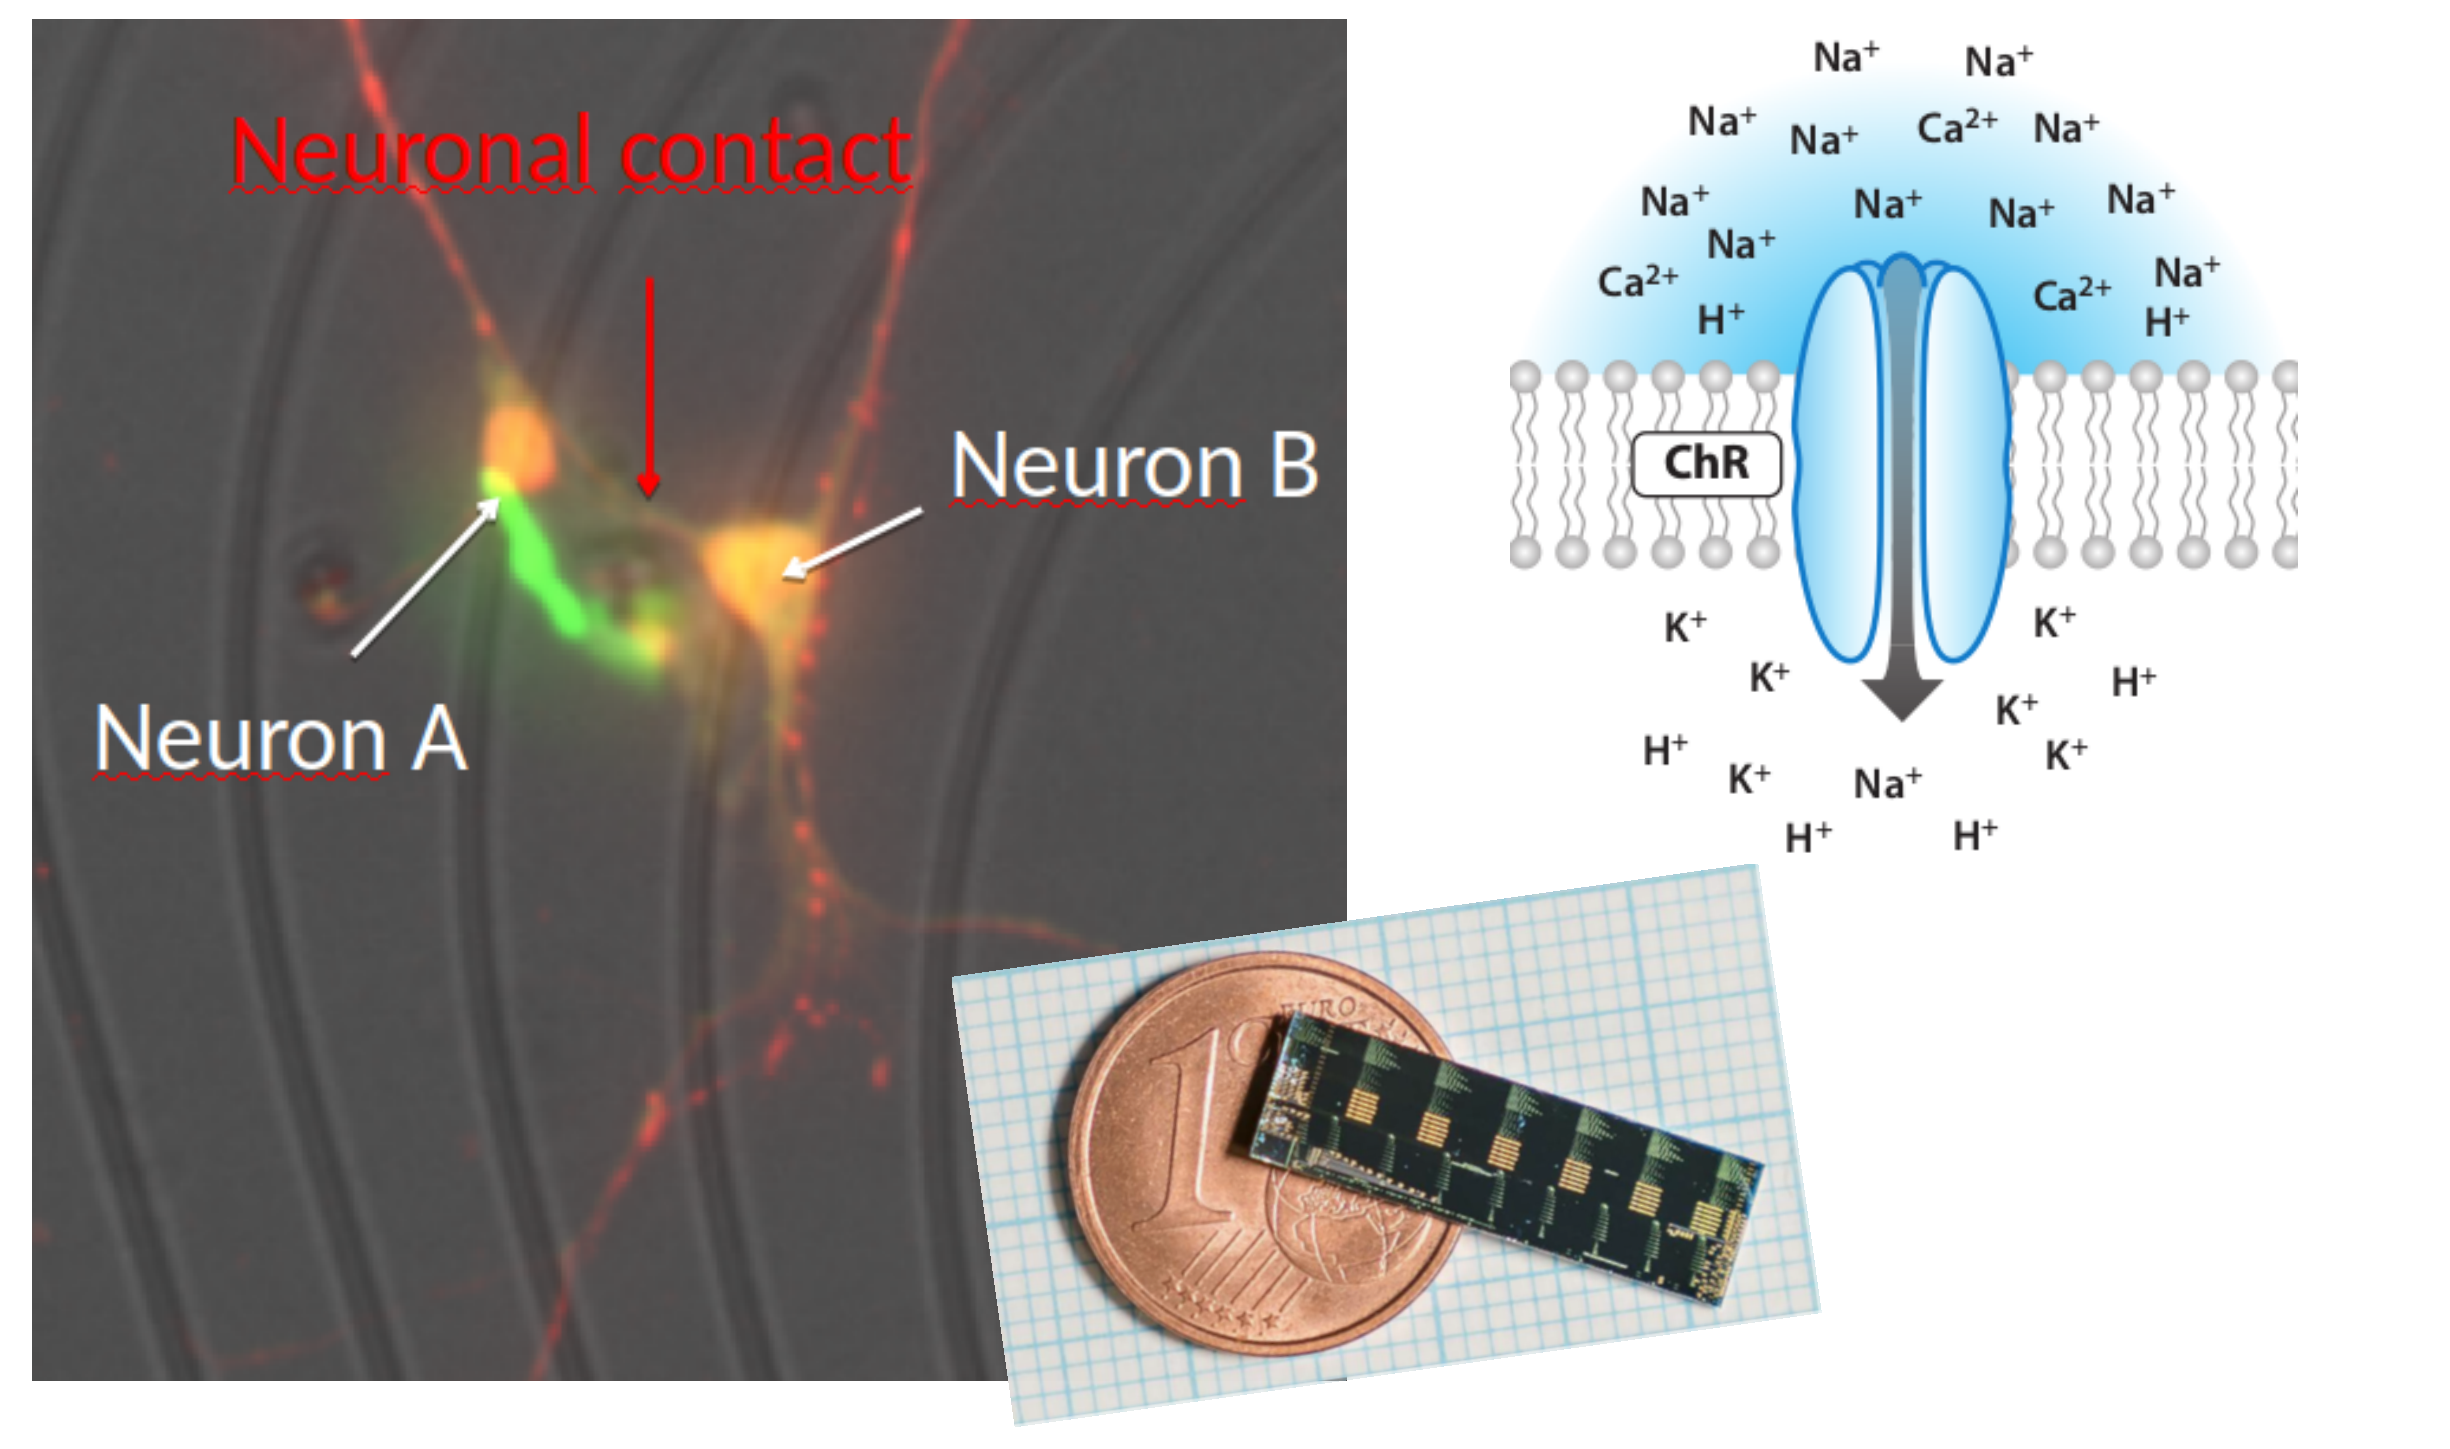 Neuronal contact
Neuron B
Neuron A
Na⁺ Na⁺
Na⁺ Na⁺ Ca²⁺ Na⁺
Na⁺ Na⁺ Na⁺ Na⁺
Na⁺ Na⁺
Ca²⁺ Ca²⁺
H⁺ H⁺
ChR
K⁺ K⁺
K⁺ H⁺
K⁺
H⁺ K⁺
K⁺ Na⁺
H⁺ H⁺
EURO
1